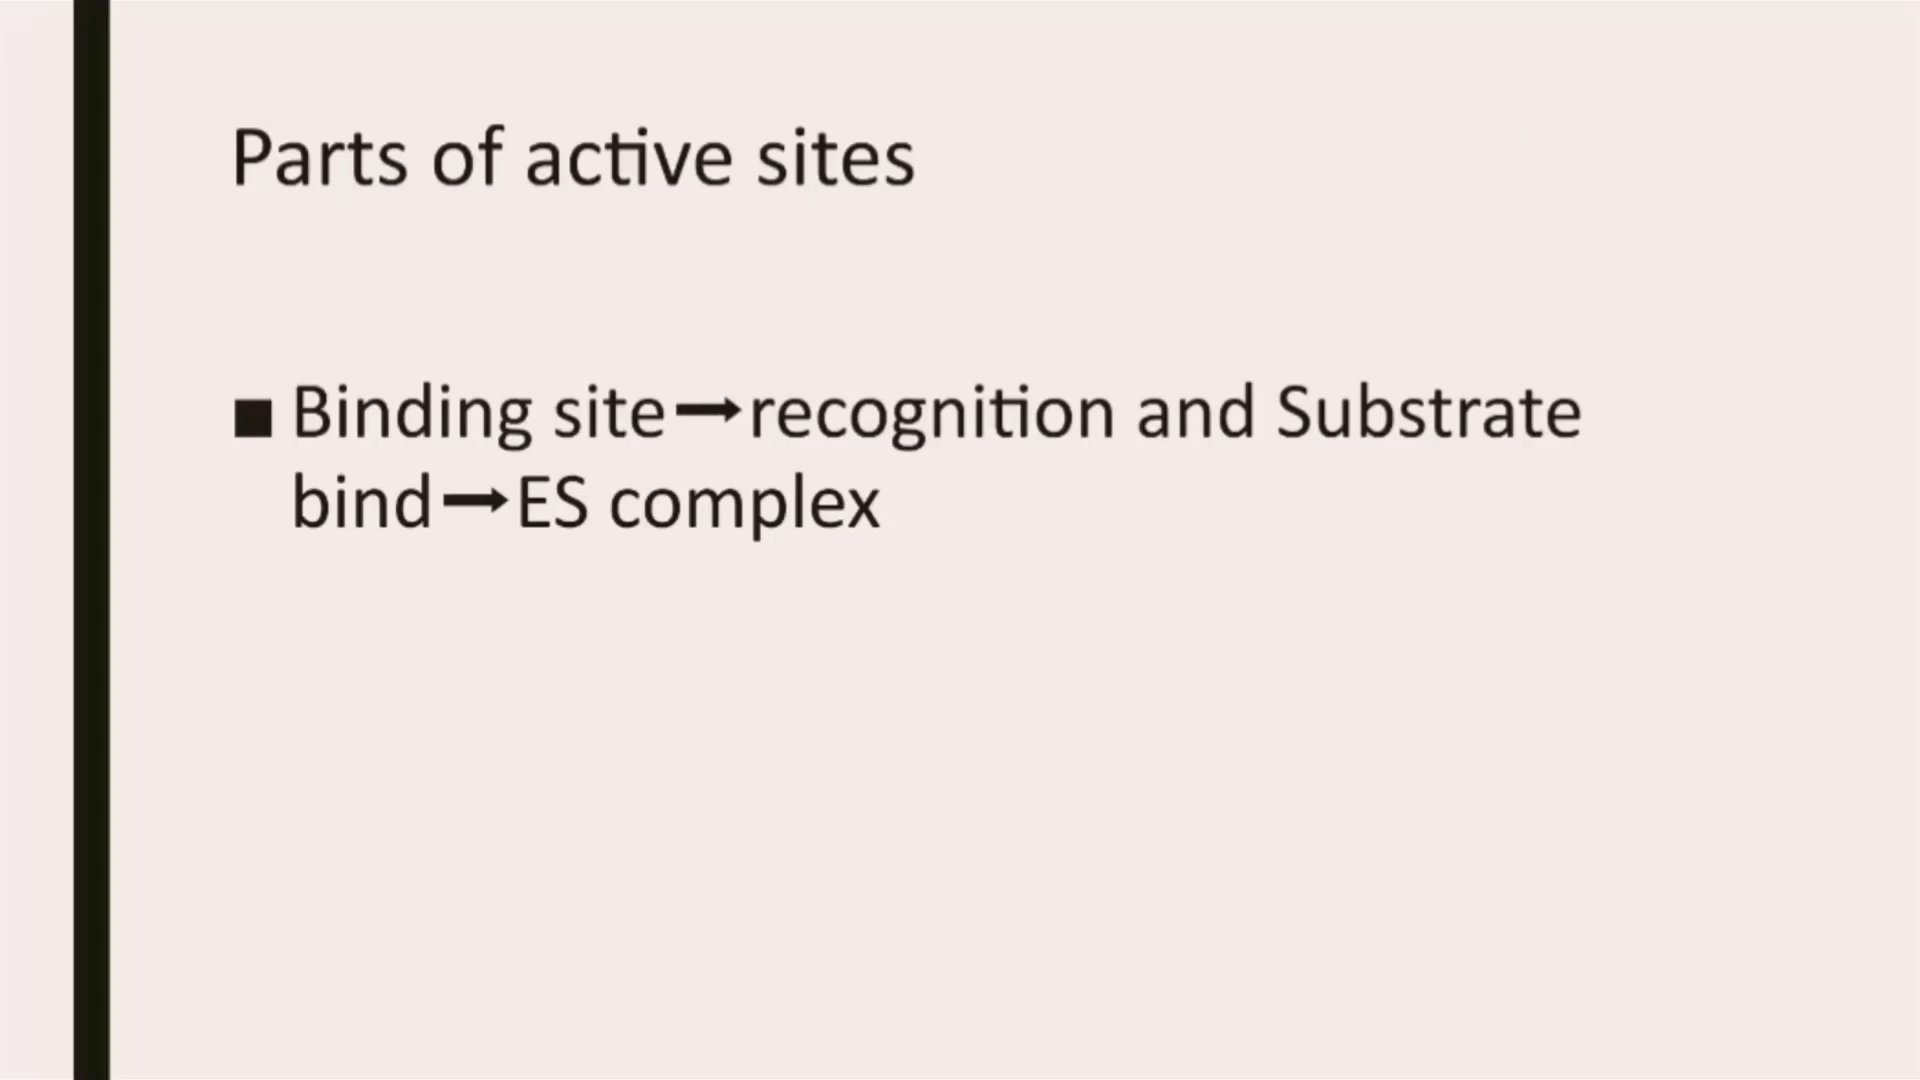 Parts of active sites
■ Binding site→recognition and Substrate
bind→ES complex